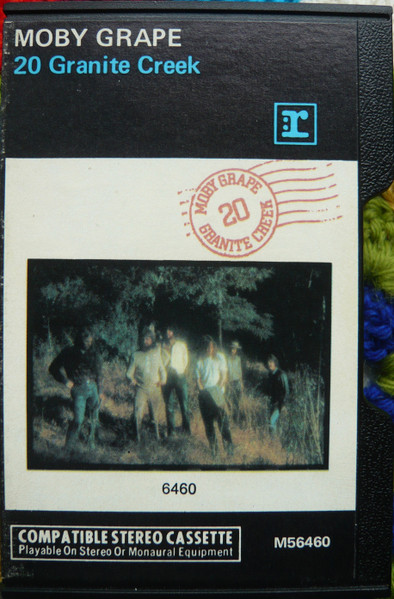 MOBY GRAPE
20 Granite Creek
r
MOBY GRAPE
20
GRANITE CREEK
6460
COMPATIBLE STEREO CASSETTE
Playable On Stereo Or Monaural Equipment
M56460